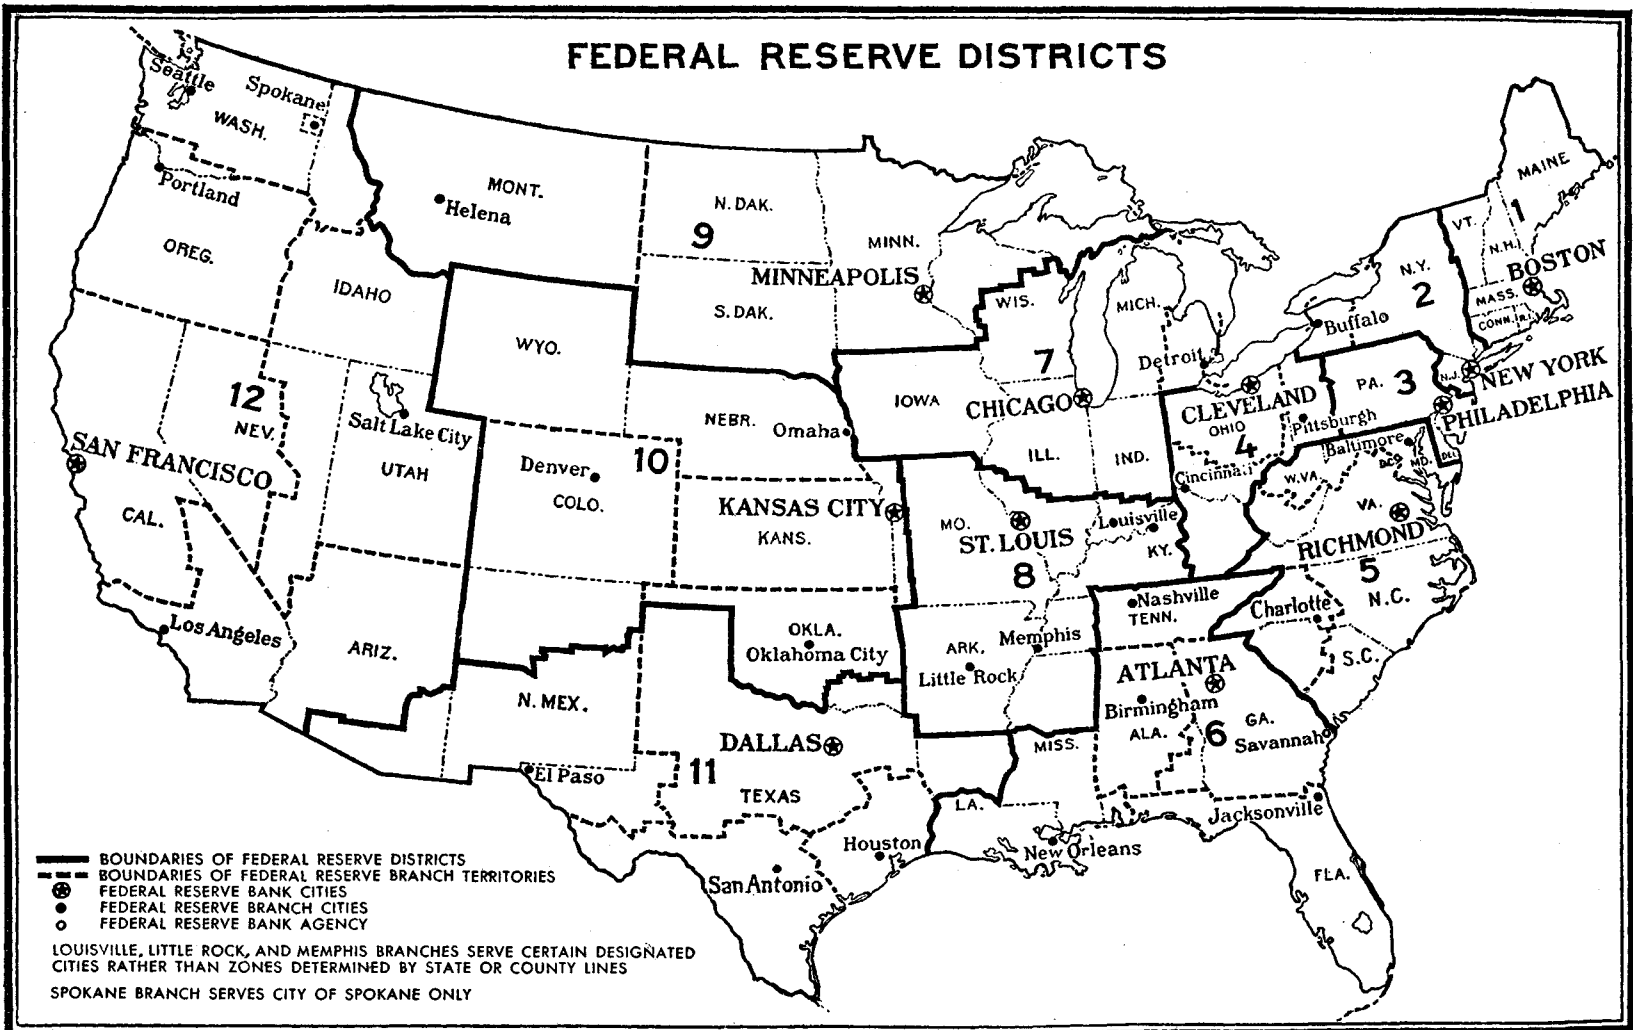 FEDERAL RESERVE DISTRICTS
Seattle
Spokane
WASH.
Portland
OREG.
MONT.
Helena
IDAHO
N. DAK.
9
MINN.
MINNEAPOLIS
S. DAK.
WYO.
WIS.
MICH.
7
Detroit
MAINE
VT.
1
N.H.
BOSTON
MASS.
CONN.
R.I.
N.Y.
2
Buffalo
NEW YORK
N.J.
PA.
3
PHILADELPHIA
12
NEV.
SAN FRANCISCO
Salt Lake City
UTAH
CAL.
Los Angeles
ARIZ.
NEBR.
Omaha
IOWA
CHICAGO
CLEVELAND
OHIO
4
Pittsburgh
Cincinnati
Baltimore
D.C.
MD.
DEL.
W. VA.
VA.
RICHMOND
5
ILL.
IND.
Denver
10
COLO.
KANSAS CITY
KANS.
MO.
ST. LOUIS
8
Louisville
KY.
Nashville
TENN.
Charlotte
N.C.
S.C.
OKLA.
Oklahoma City
ARK.
Memphis
Little Rock
ATLANTA
Birmingham
ALA.
6
GA.
Savannah
N. MEX.
DALLAS
11
El Paso
TEXAS
MISS.
LA.
Jacksonville
Houston
New Orleans
San Antonio
FLA.
BOUNDARIES OF FEDERAL RESERVE DISTRICTS
BOUNDARIES OF FEDERAL RESERVE BRANCH TERRITORIES
FEDERAL RESERVE BANK CITIES
FEDERAL RESERVE BRANCH CITIES
FEDERAL RESERVE BANK AGENCY
LOUISVILLE, LITTLE ROCK, AND MEMPHIS BRANCHES SERVE CERTAIN DESIGNATED
CITIES RATHER THAN ZONES DETERMINED BY STATE OR COUNTY LINES
SPOKANE BRANCH SERVES CITY OF SPOKANE ONLY